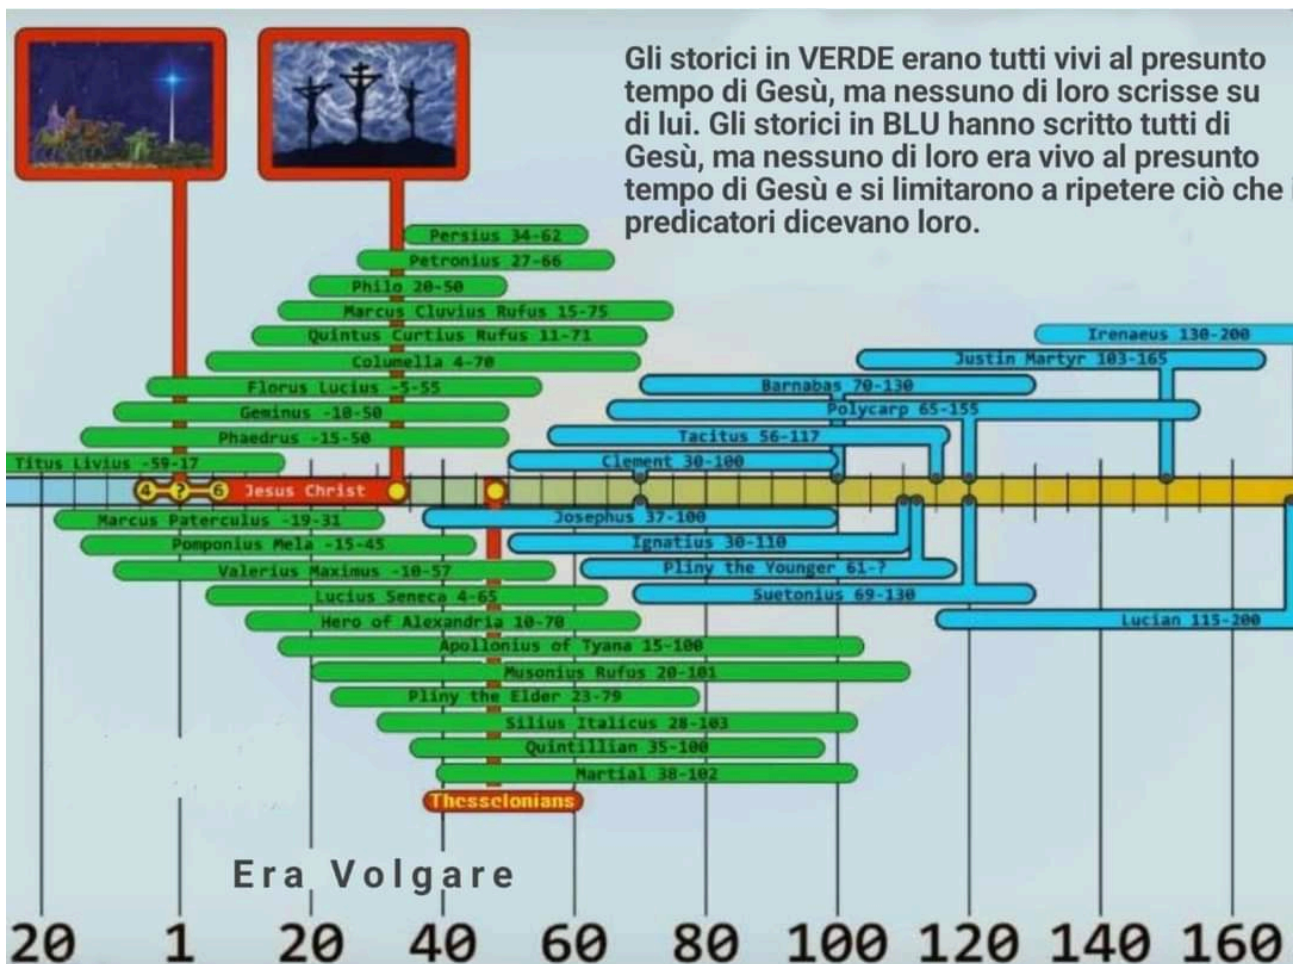 Gli storici in VERDE erano tutti vivi al presunto
tempo di Gesù, ma nessuno di loro scrisse su
di lui. Gli storici in BLU hanno scritto tutti di
Gesù, ma nessuno di loro era vivo al presunto
tempo di Gesù e si limitarono a ripetere ciò che i
predicatori dicevano loro.
Persius 34-62
Petronius 27-66
Philo 20-50
Marcus Cluvius Rufus 15-75
Quintus Curtius Rufus 11-71
Irenaeus 130-200
Columella 4-70
Justin Martyr 103-165
Florus Lucius -5-55
Barnabas 70-130
Geminus -10-50
Polycarp 65-155
Phaedrus -15-50
Tacitus 56-117
Titus Livius -59-17
Clement 30-100
4 ? 6 Jesus Christ
Marcus Paterculus -19-31
Josephus 37-100
Pomponius Mela -15-45
Ignatius 30-110
Valerius Maximus -10-57
Pliny the Younger 61-?
Lucius Seneca 4-65
Suetonius 69-130
Hero of Alexandria 10-70
Lucian 115-200
Apollonius of Tyana 15-100
Musonius Rufus 20-101
Pliny the Elder 23-79
Silius Italicus 28-103
Quintillian 35-100
Martial 38-102
Thesselonians
Era Volgare
20 1 20 40 60 80 100 120 140 160